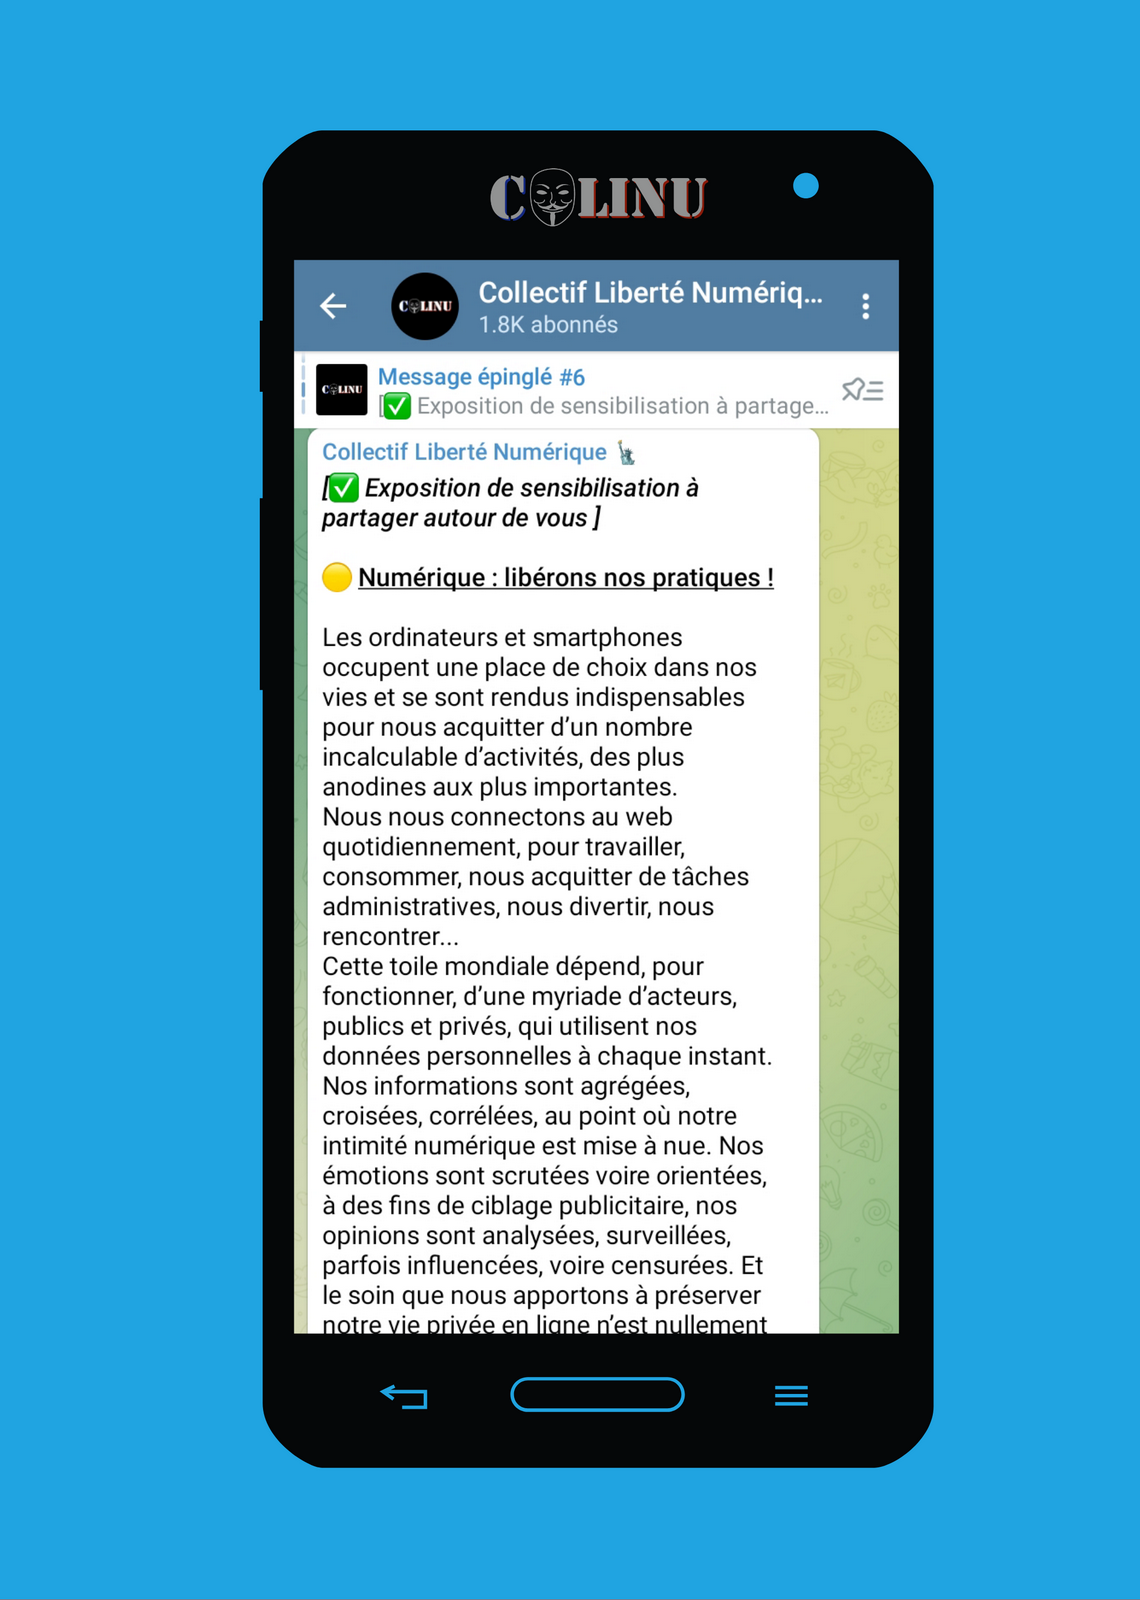 COLINU
Collectif Liberté Numériq...
1.8K abonnés
COLINU
Message épinglé #6
COLINU
[✅ Exposition de sensibilisation à partage...
Collectif Liberté Numérique 🗽
[✅ Exposition de sensibilisation à
partager autour de vous ]
🟡 Numérique : libérons nos pratiques !
Les ordinateurs et smartphones
occupent une place de choix dans nos
vies et se sont rendus indispensables
pour nous acquitter d’un nombre
incalculable d’activités, des plus
anodines aux plus importantes.
Nous nous connectons au web
quotidiennement, pour travailler,
consommer, nous acquitter de tâches
administratives, nous divertir, nous
rencontrer...
Cette toile mondiale dépend, pour
fonctionner, d’une myriade d’acteurs,
publics et privés, qui utilisent nos
données personnelles à chaque instant.
Nos informations sont agrégées,
croisées, corrélées, au point où notre
intimité numérique est mise à nue. Nos
émotions sont scrutées voire orientées,
à des fins de ciblage publicitaire, nos
opinions sont analysées, surveillées,
parfois influencées, voire censurées. Et
le soin que nous apportons à préserver
notre vie privée en ligne n’est nullement